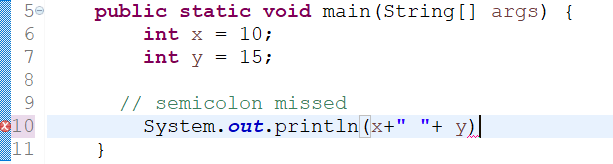 5 public static void main(String[] args) {
6 int x = 10;
7 int y = 15;
8
9 // semicolon missed
10 System.out.println(x+" "+ y)
11 }